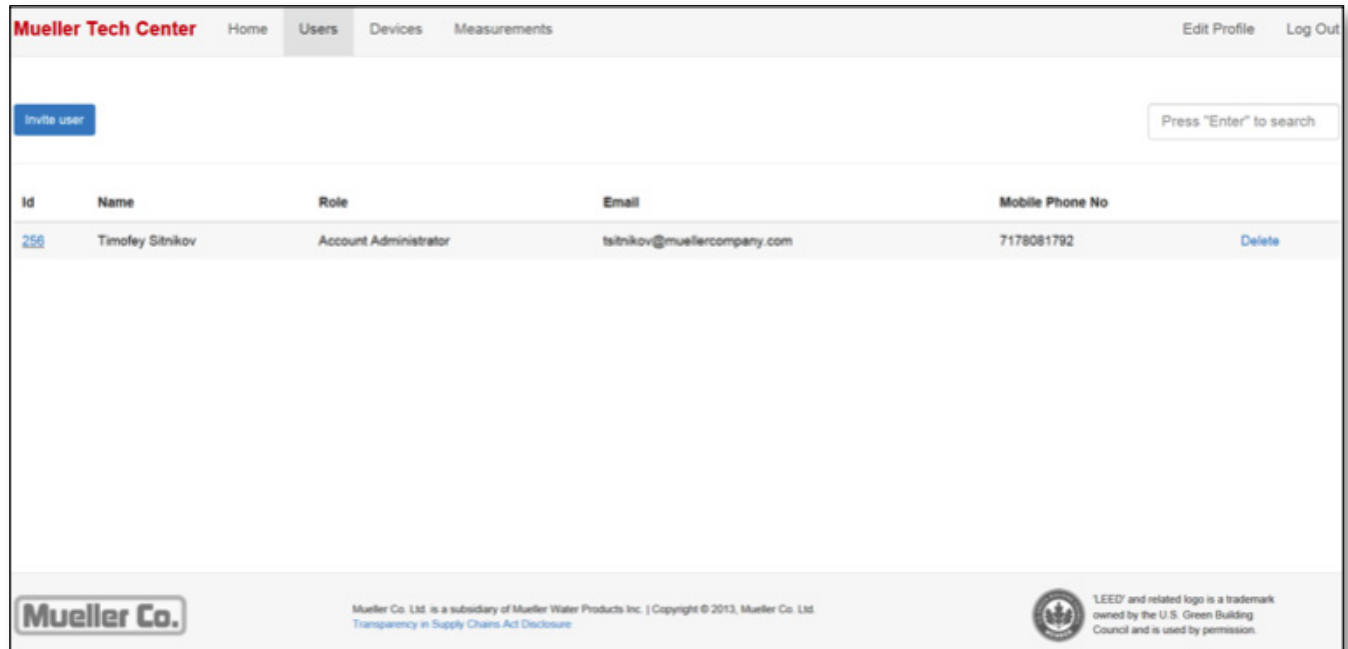 Mueller Tech Center Home Users Devices Measurements Edit Profile Log Out
Invite user Press "Enter" to search
Id Name Role Email Mobile Phone No
256 Timofey Sitnikov Account Administrator tsitnikov@muellercompany.com 7178081792 Delete
Mueller Co.
Mueller Co. Ltd. is a subsidiary of Mueller Water Products Inc. | Copyright © 2013, Mueller Co. Ltd.
Transparency in Supply Chains Act Disclosure
'LEED' and related logo is a trademark
owned by the U.S. Green Building
Council and is used by permission.